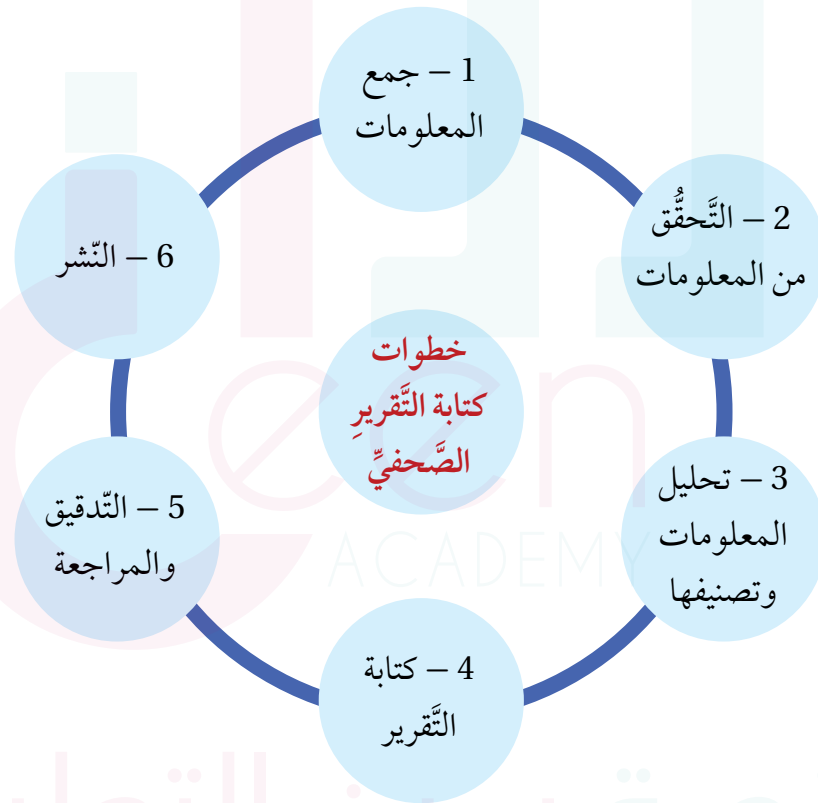 خطوات
كتابة التَّقريرِ
الصَّحفيِّ
1 – جمع
المعلومات
2 – التَّحقُّق
من المعلومات
3 – تحليل
المعلومات
وتصنيفها
4 – كتابة
التَّقرير
5 – التّدقيق
والمراجعة
6 – النّشر
een
ACADEMY